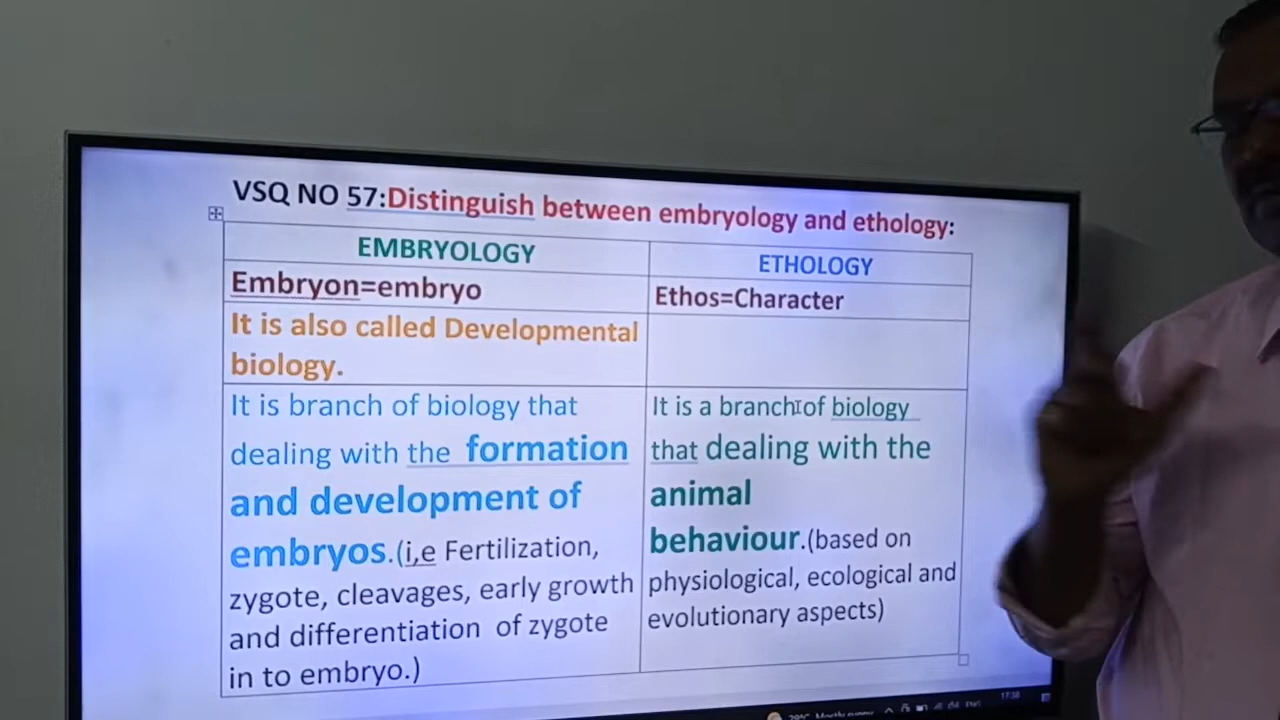 VSQ NO 57:Distinguish between embryology and ethology:
EMBRYOLOGY
ETHOLOGY
Embryon=embryo
Ethos=Character
It is also called Developmental
biology.
It is branch of biology that
dealing with the formation
and development of
embryos.(i,e Fertilization,
zygote, cleavages, early growth
and differentiation of zygote
in to embryo.)
It is a branch of biology
that dealing with the
animal
behaviour.(based on
physiological, ecological and
evolutionary aspects)
17:38